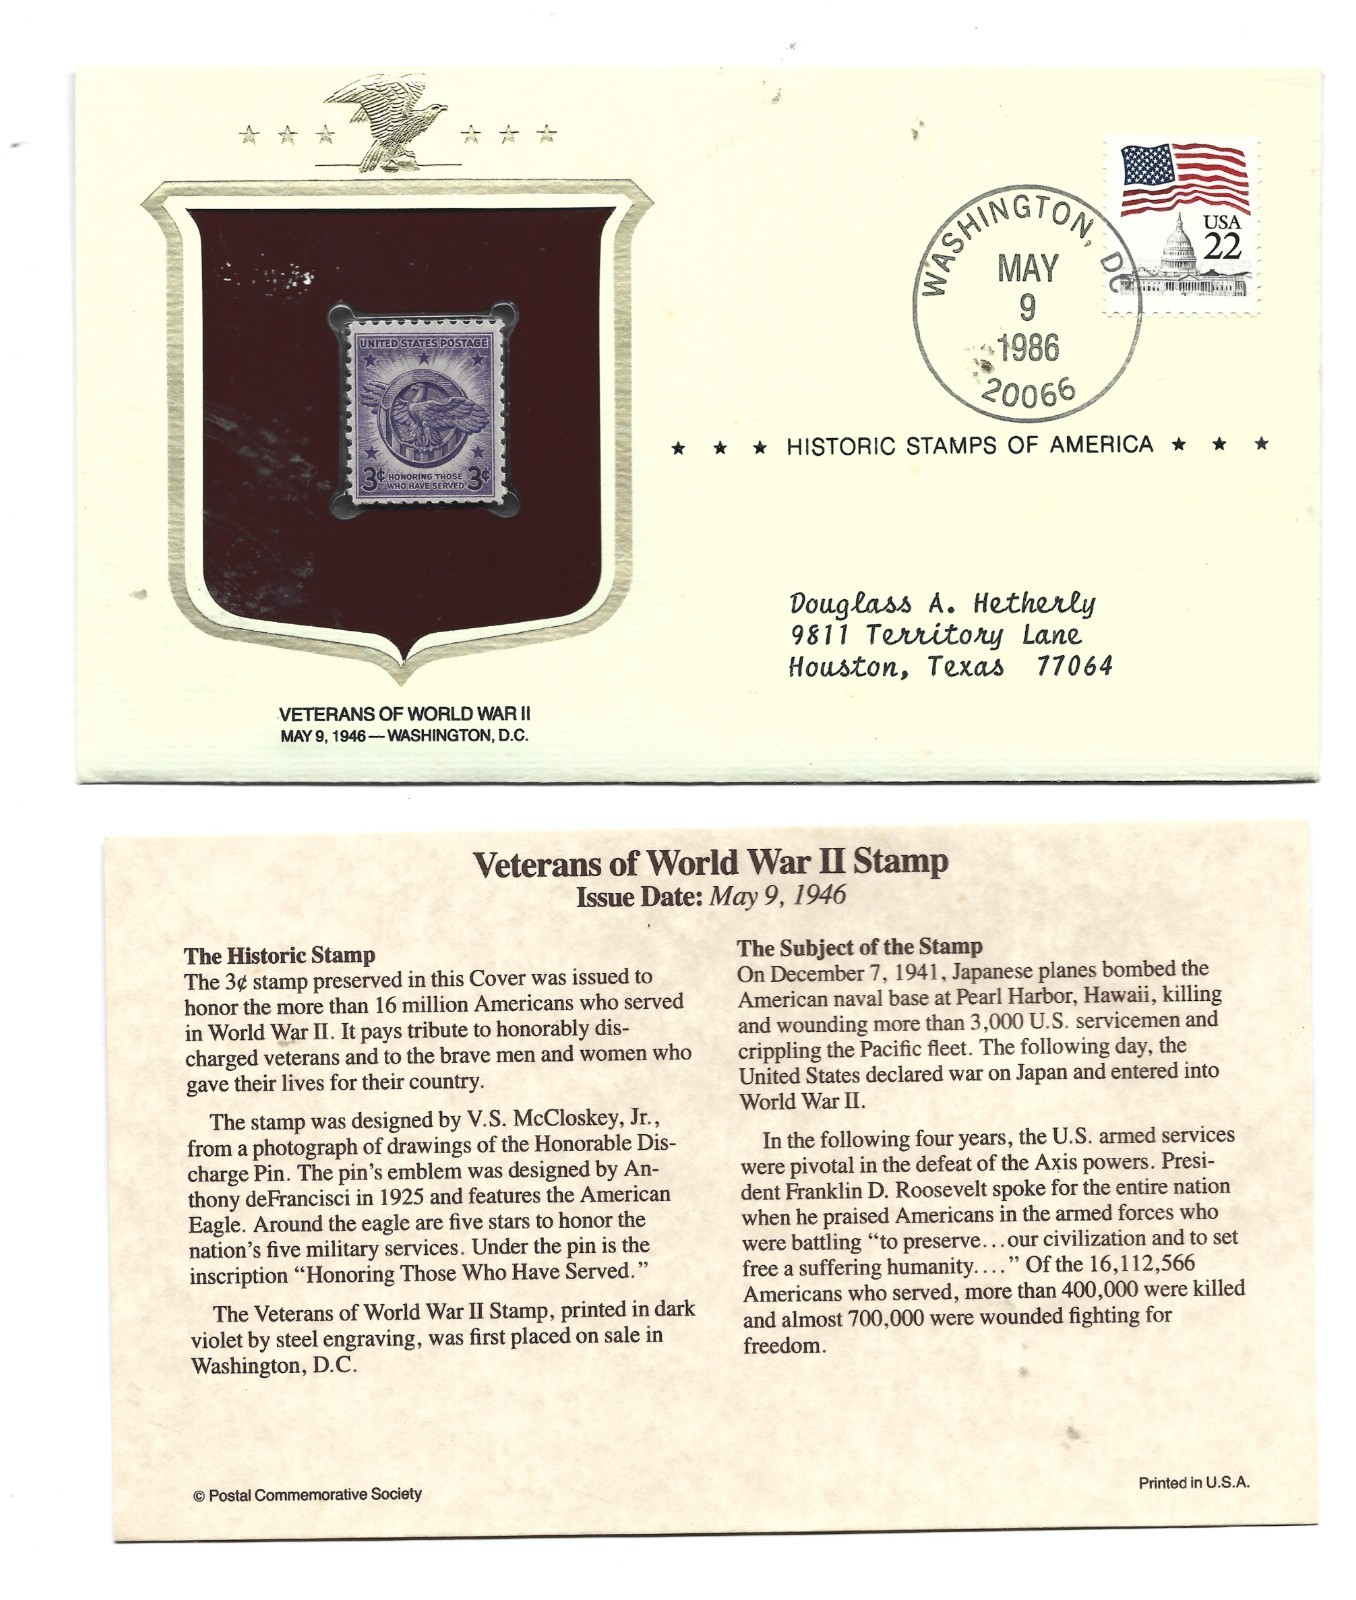 UNITED STATES POSTAGE
3¢ HONORING THOSE 3¢
WHO HAVE SERVED
VETERANS OF WORLD WAR II
MAY 9, 1946—WASHINGTON, D.C.
USA
22
WASHINGTON, DC
MAY
9
1986
20066
★ ★ ★ HISTORIC STAMPS OF AMERICA ★ ★ ★
Douglass A. Hetherly
9811 Territory Lane
Houston, Texas 77064
Veterans of World War II Stamp
Issue Date: May 9, 1946
The Historic Stamp
The 3¢ stamp preserved in this Cover was issued to
honor the more than 16 million Americans who served
in World War II. It pays tribute to honorably dis-
charged veterans and to the brave men and women who
gave their lives for their country.
The stamp was designed by V.S. McCloskey, Jr.,
from a photograph of drawings of the Honorable Dis-
charge Pin. The pin's emblem was designed by An-
thony deFrancisci in 1925 and features the American
Eagle. Around the eagle are five stars to honor the
nation's five military services. Under the pin is the
inscription “Honoring Those Who Have Served.”
The Veterans of World War II Stamp, printed in dark
violet by steel engraving, was first placed on sale in
Washington, D.C.
The Subject of the Stamp
On December 7, 1941, Japanese planes bombed the
American naval base at Pearl Harbor, Hawaii, killing
and wounding more than 3,000 U.S. servicemen and
crippling the Pacific fleet. The following day, the
United States declared war on Japan and entered into
World War II.
In the following four years, the U.S. armed services
were pivotal in the defeat of the Axis powers. Presi-
dent Franklin D. Roosevelt spoke for the entire nation
when he praised Americans in the armed forces who
were battling “to preserve...our civilization and to set
free a suffering humanity....” Of the 16,112,566
Americans who served, more than 400,000 were killed
and almost 700,000 were wounded fighting for
freedom.
© Postal Commemorative Society
Printed in U.S.A.